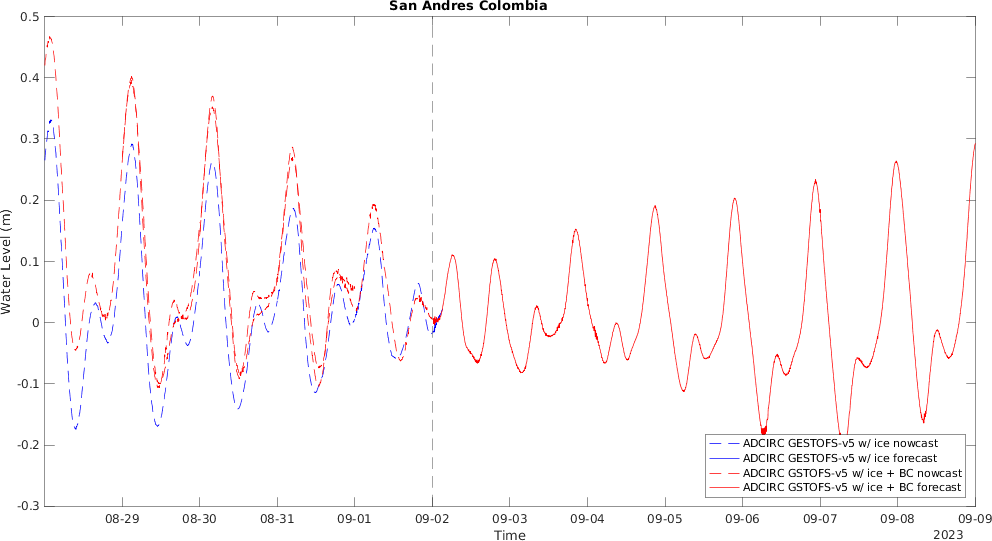 San Andres Colombia
0.5
0.4
0.3
0.2
0.1
0
-0.1
-0.2
-0.3
Water Level (m)
08-29 08-30 08-31 09-01 09-02 09-03 09-04 09-05 09-06 09-07 09-08 09-09
Time
2023
ADCIRC GESTOFS-v5 w/ ice nowcast
ADCIRC GESTOFS-v5 w/ ice forecast
ADCIRC GSTOFS-v5 w/ ice + BC nowcast
ADCIRC GSTOFS-v5 w/ ice + BC forecast